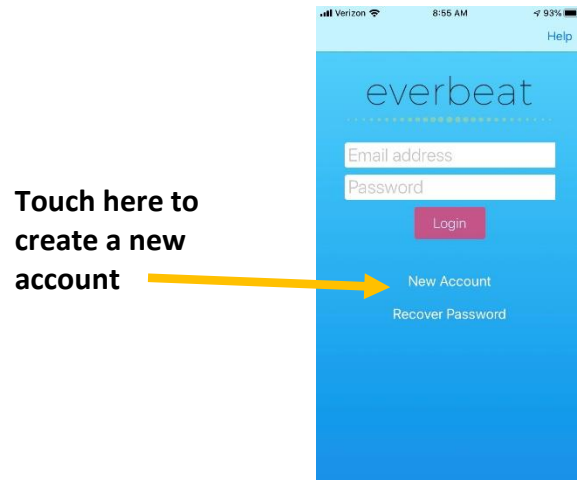 Verizon 8:55 AM 93%
Help
everbeat
Email address
Password
Login
Touch here to
create a new
account
New Account
Recover Password